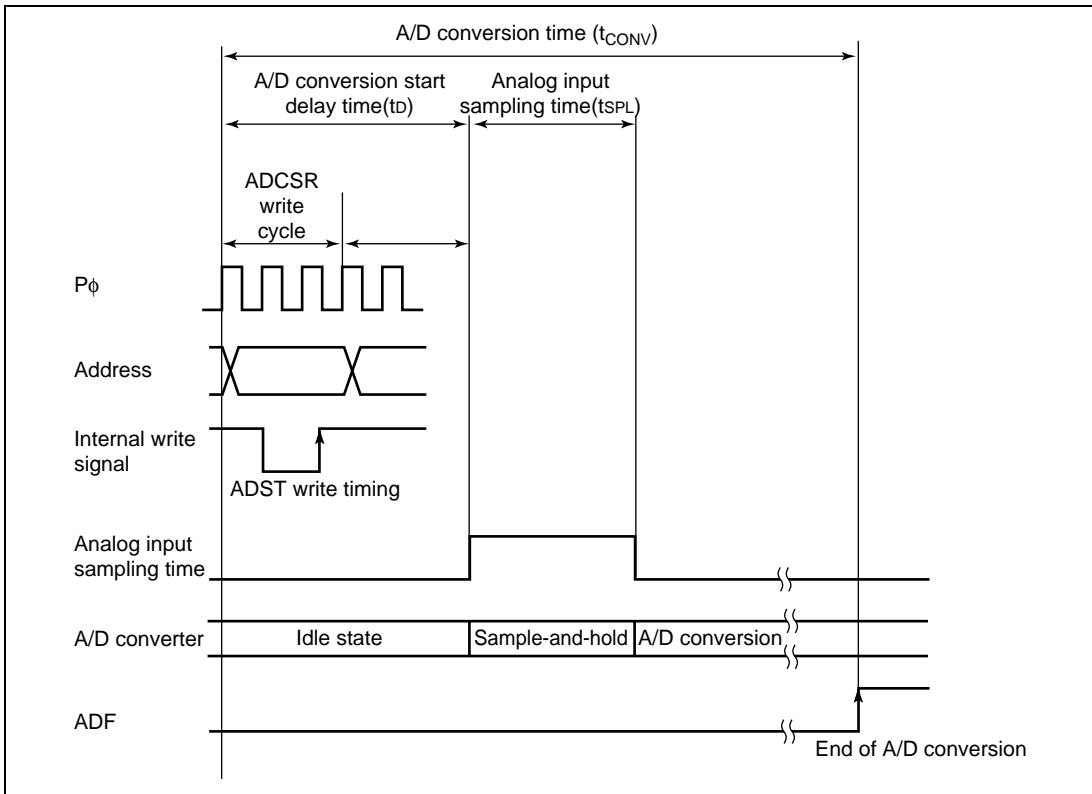 A/D conversion time (tCONV)
A/D conversion start
delay time(tD)
Analog input
sampling time(tSPL)
ADCSR
write
cycle
Pϕ
Address
Internal write
signal
ADST write timing
Analog input
sampling time
A/D converter
Idle state
Sample-and-hold
A/D conversion
ADF
End of A/D conversion